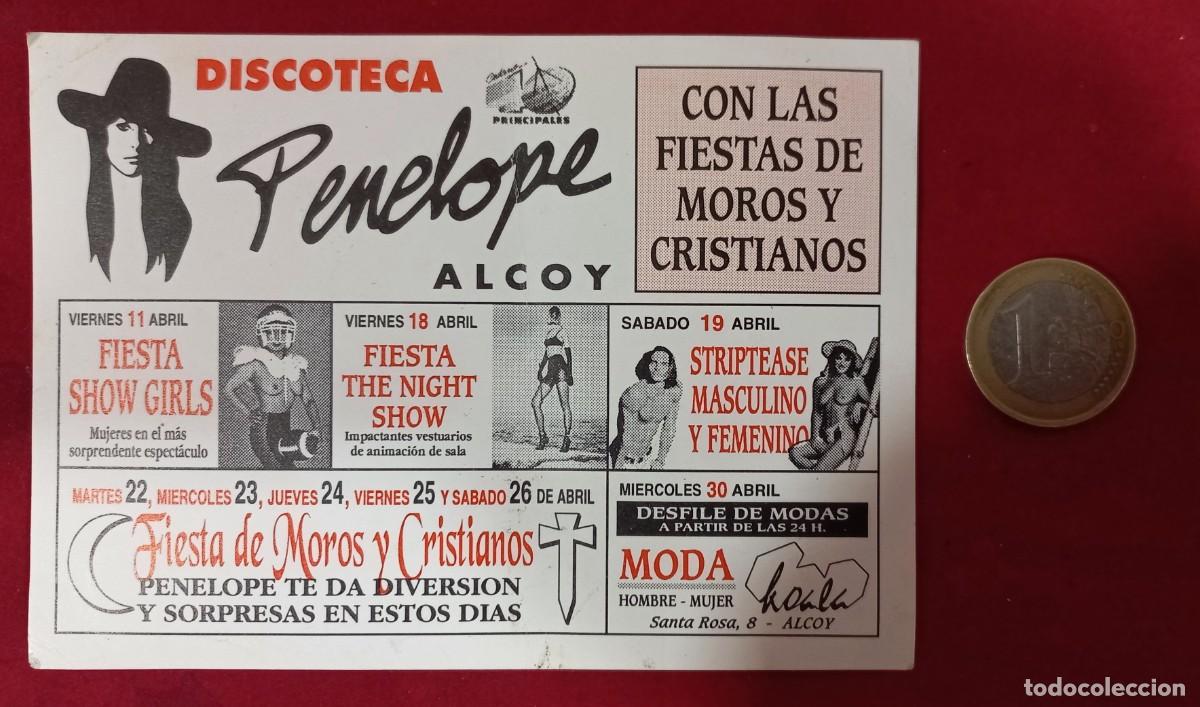 DISCOTECA
Penelope
ALCOY
PRINCIPALES
CON LAS
FIESTAS DE
MOROS Y
CRISTIANOS
VIERNES 11 ABRIL
FIESTA
SHOW GIRLS
Mujeres en el más
sorprendente espectáculo
VIERNES 18 ABRIL
FIESTA
THE NIGHT
SHOW
Impactantes vestuarios
de animación de sala
SABADO 19 ABRIL
STRIPTEASE
MASCULINO
Y FEMENINO
MARTES 22, MIERCOLES 23, JUEVES 24, VIERNES 25 Y SABADO 26 DE ABRIL
Fiesta de Moros y Cristianos
PENELOPE TE DA DIVERSION
Y SORPRESAS EN ESTOS DIAS
MIERCOLES 30 ABRIL
DESFILE DE MODAS
A PARTIR DE LAS 24 H.
MODA
HOMBRE - MUJER
koala
Santa Rosa, 8 - ALCOY
1
todocoleccion